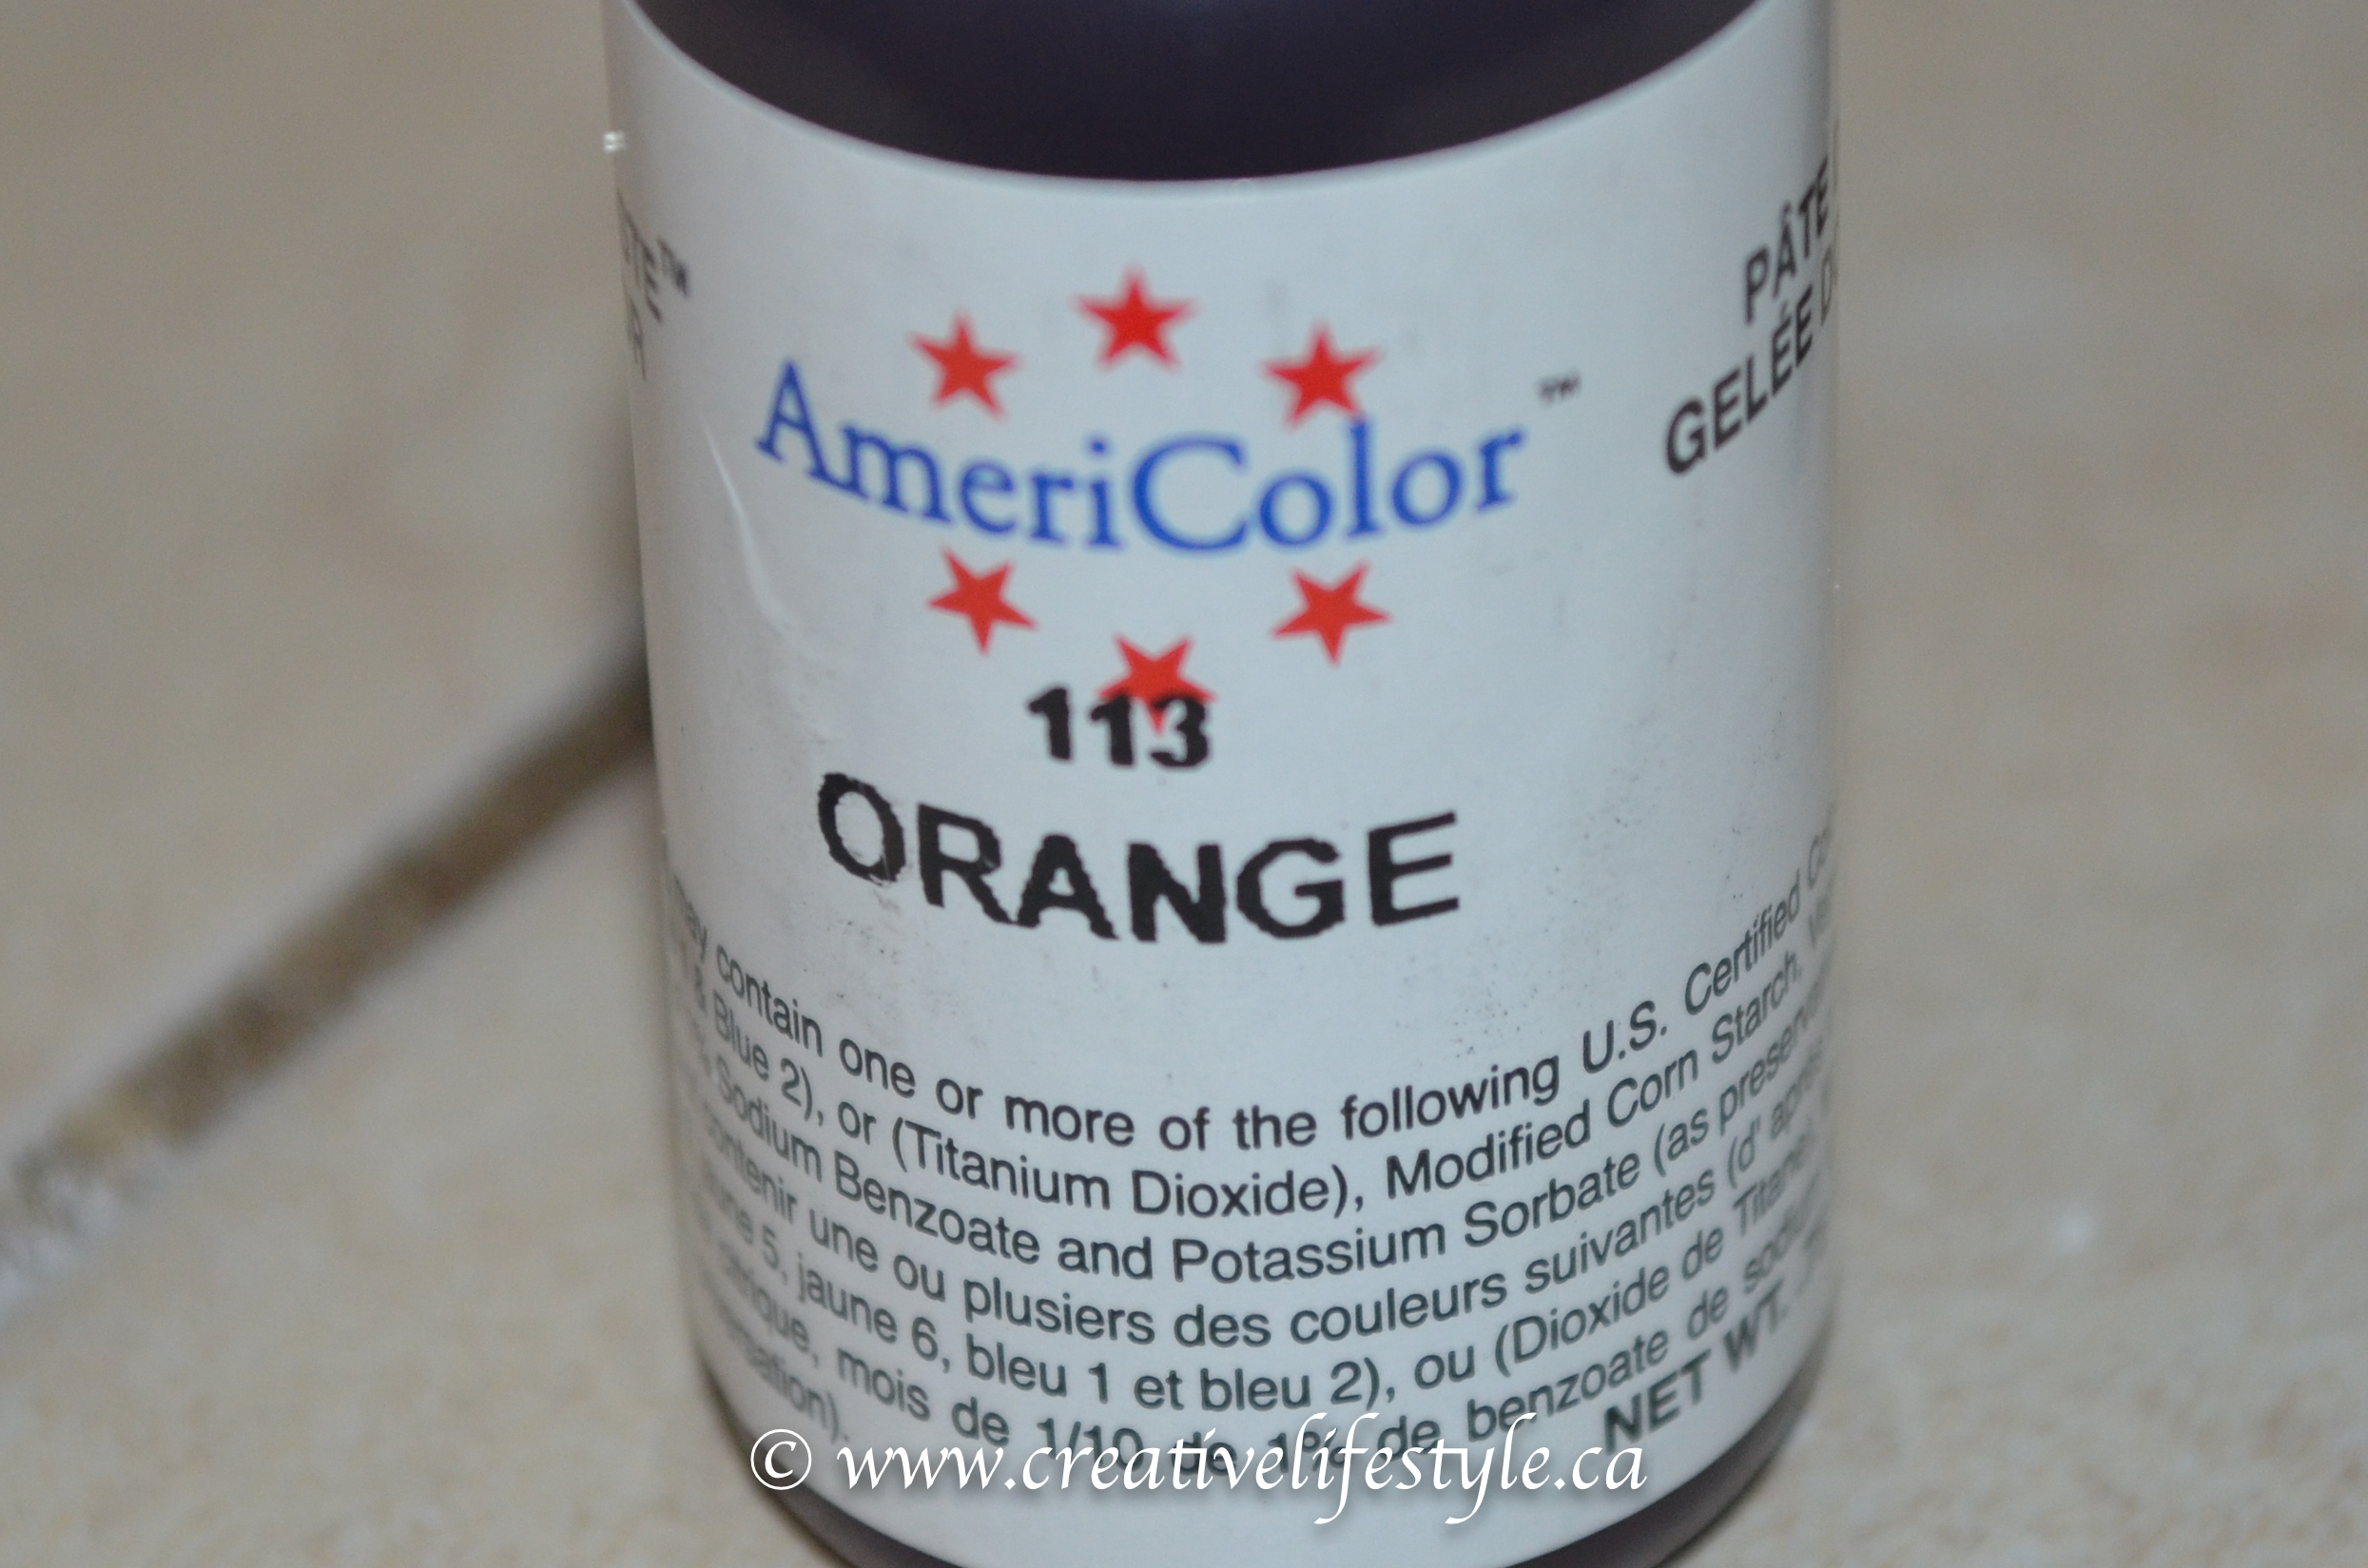 AmeriColor™
PÂTE
GELÉE
113
ORANGE
contain one or more of the following U.S. Certified
& Blue 2), or (Titanium Dioxide), Modified Corn Starch,
Sodium Benzoate and Potassium Sorbate (as
contenir une ou plusiers des couleurs suivantes (d'
5, jaune 6, bleu 1 et bleu 2), ou (Dioxide de
mois de 1/10 de 1% de benzoate de
NET WT.
© www.creativelifestyle.ca